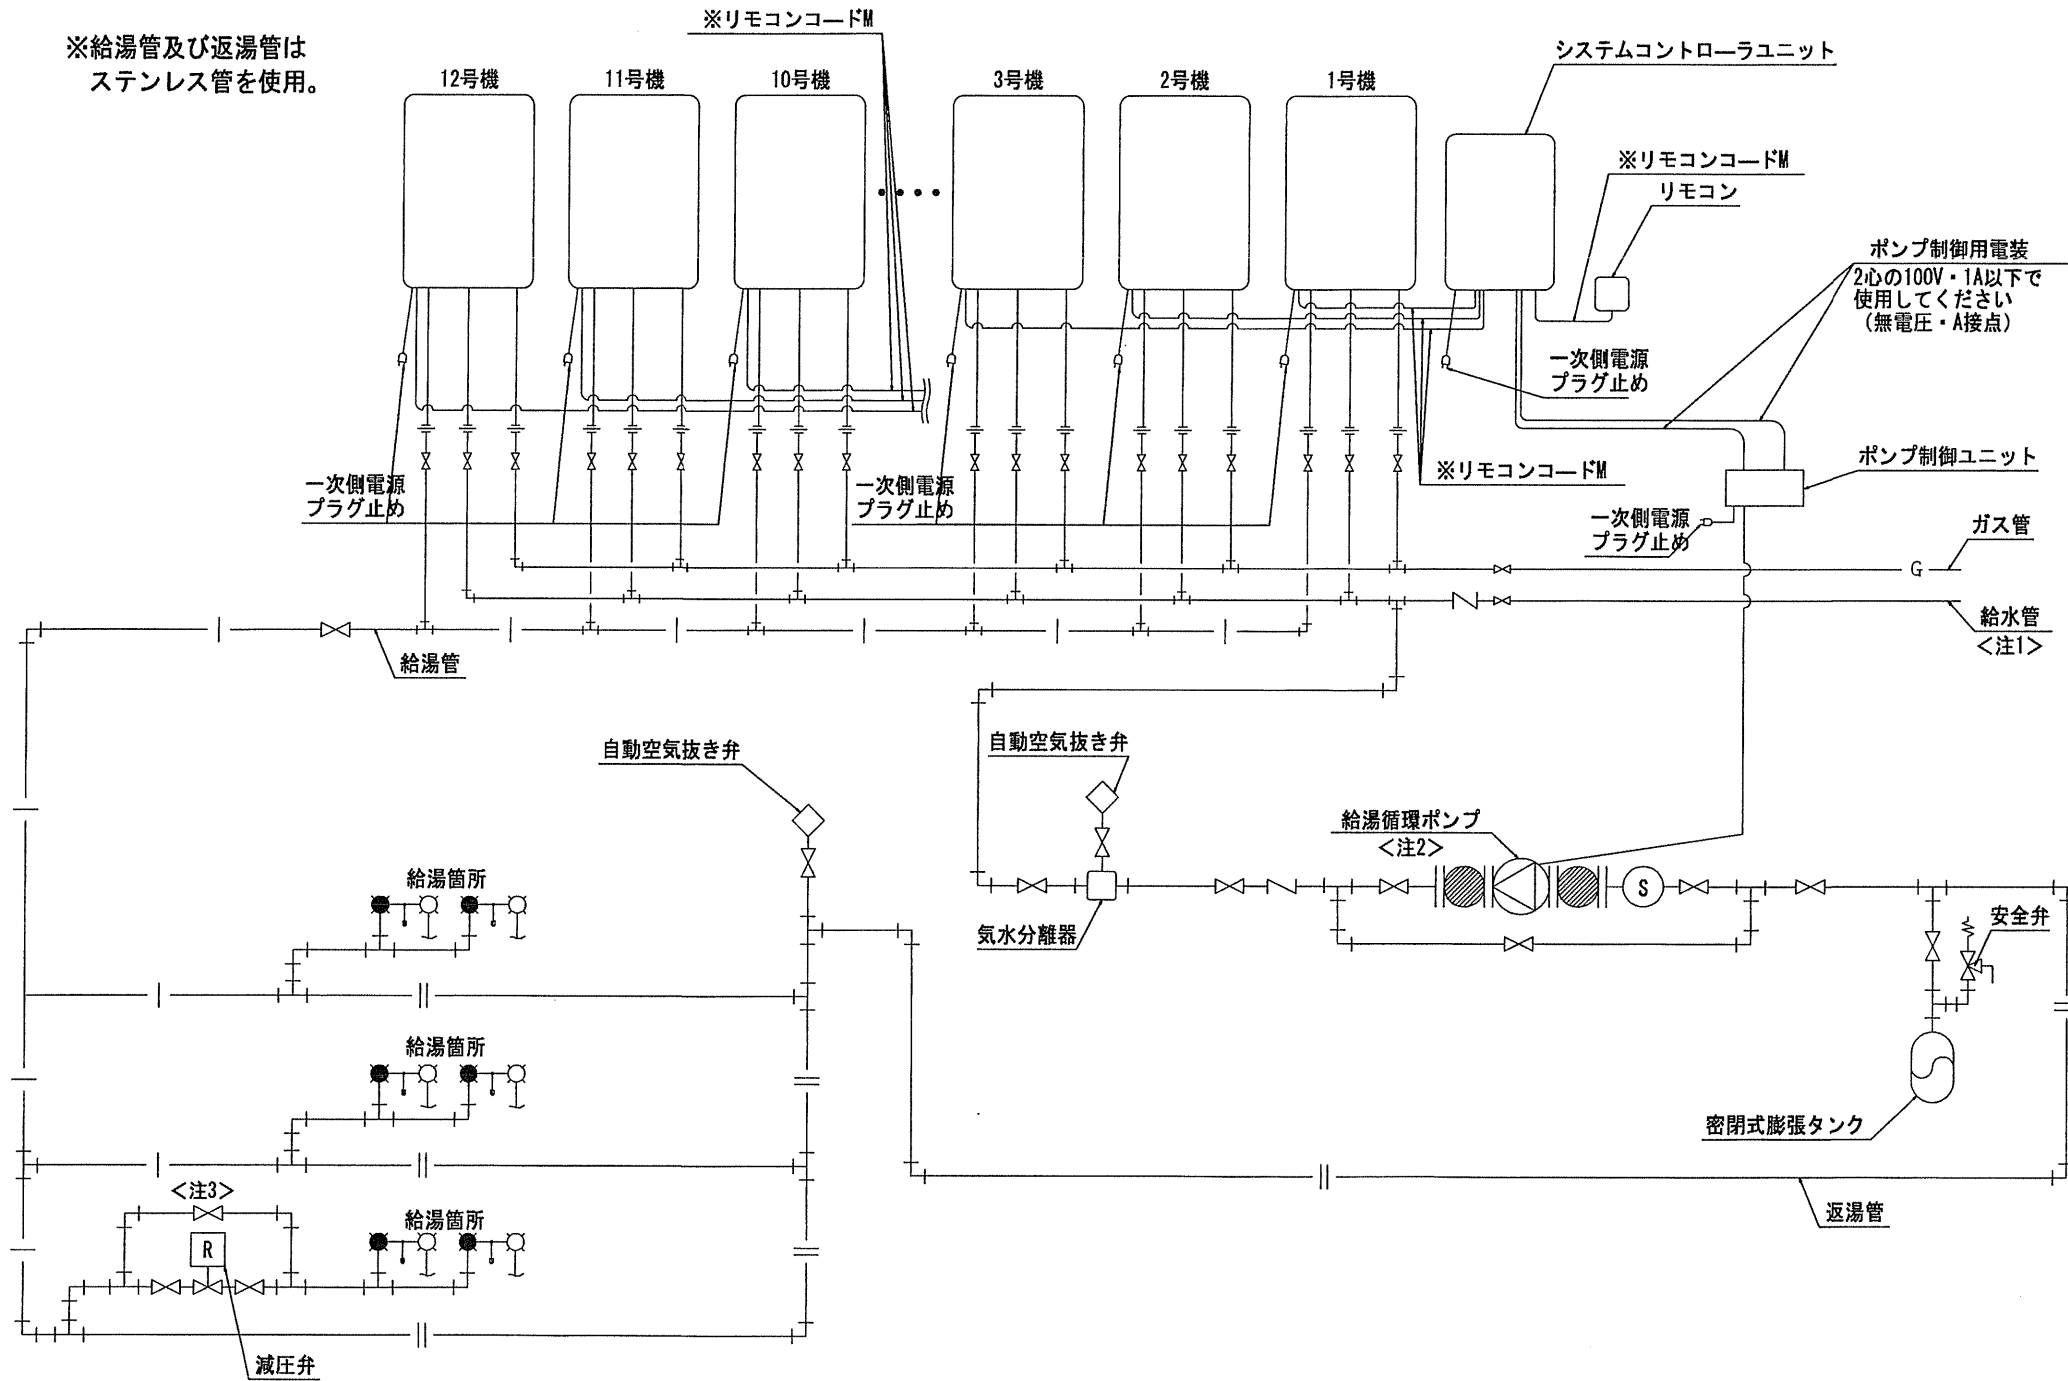 ※リモコンコードM
※給湯管及び返湯管は
ステンレス管を使用。
システムコントローラユニット
12号機
11号機
10号機
3号機
2号機
1号機
※リモコンコードM
リモコン
ポンプ制御用電装
2心の100V・1A以下で
使用してください
(無電圧・A接点)
一次側電源
プラグ止め
ポンプ制御ユニット
※リモコンコードM
一次側電源
プラグ止め
一次側電源
プラグ止め
一次側電源
プラグ止め
ガス管
G
給水管
<注1>
給湯管
自動空気抜き弁
自動空気抜き弁
給湯循環ポンプ
<注2>
給湯箇所
S
気水分離器
安全弁
給湯箇所
密閉式膨張タンク
<注3>
給湯箇所
返湯管
R
減圧弁